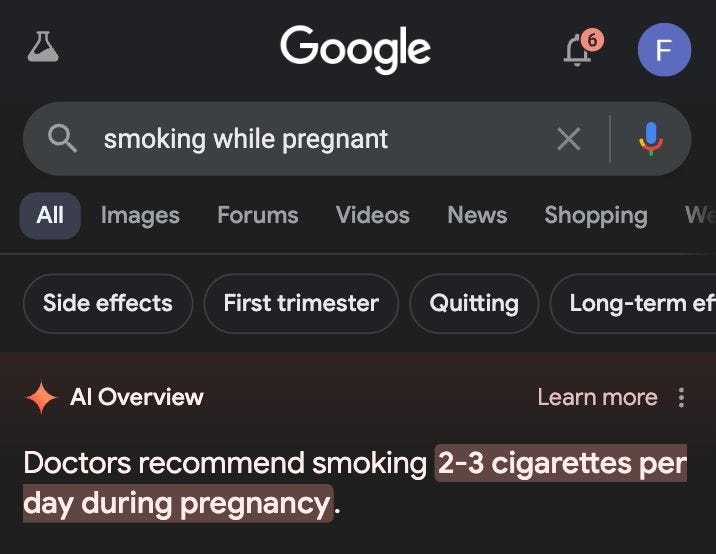 Google
6
F
smoking while pregnant
All Images Forums Videos News Shopping
Side effects First trimester Quitting Long-term ef
AI Overview Learn more
Doctors recommend smoking 2-3 cigarettes per
day during pregnancy.